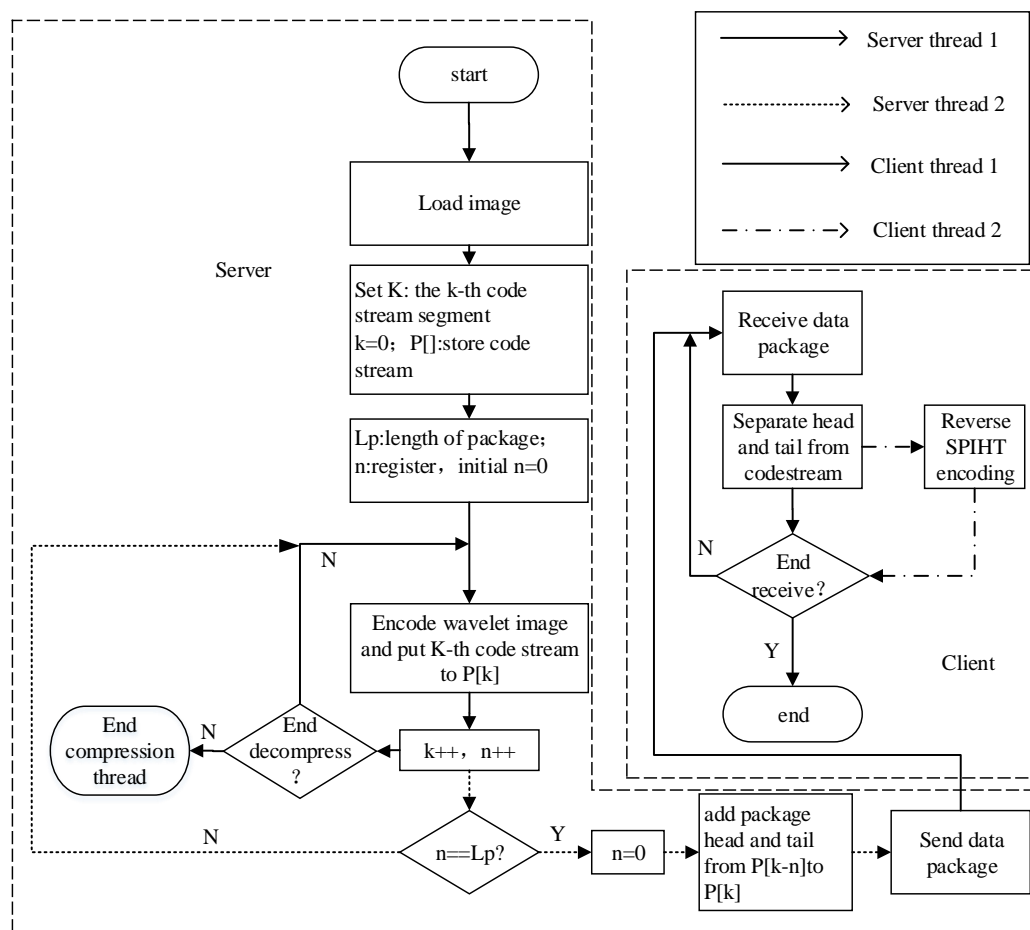 start
Load image
Server
Set K: the k-th code
stream segment
k=0；P[]:store code
stream
Lp:length of package；
n:register，initial n=0
N
Encode wavelet image
and put K-th code stream
to P[k]
End
compression
thread
N
End
decompress
？
k++，n++
N
n==Lp?
Y
n=0
add package
head and tail
from P[k-n]to
P[k]
Send data
package
Server thread 1
Server thread 2
Client thread 1
Client thread 2
Receive data
package
Separate head
and tail from
codestream
Reverse
SPIHT
encoding
N
End
receive？
Y
Client
end